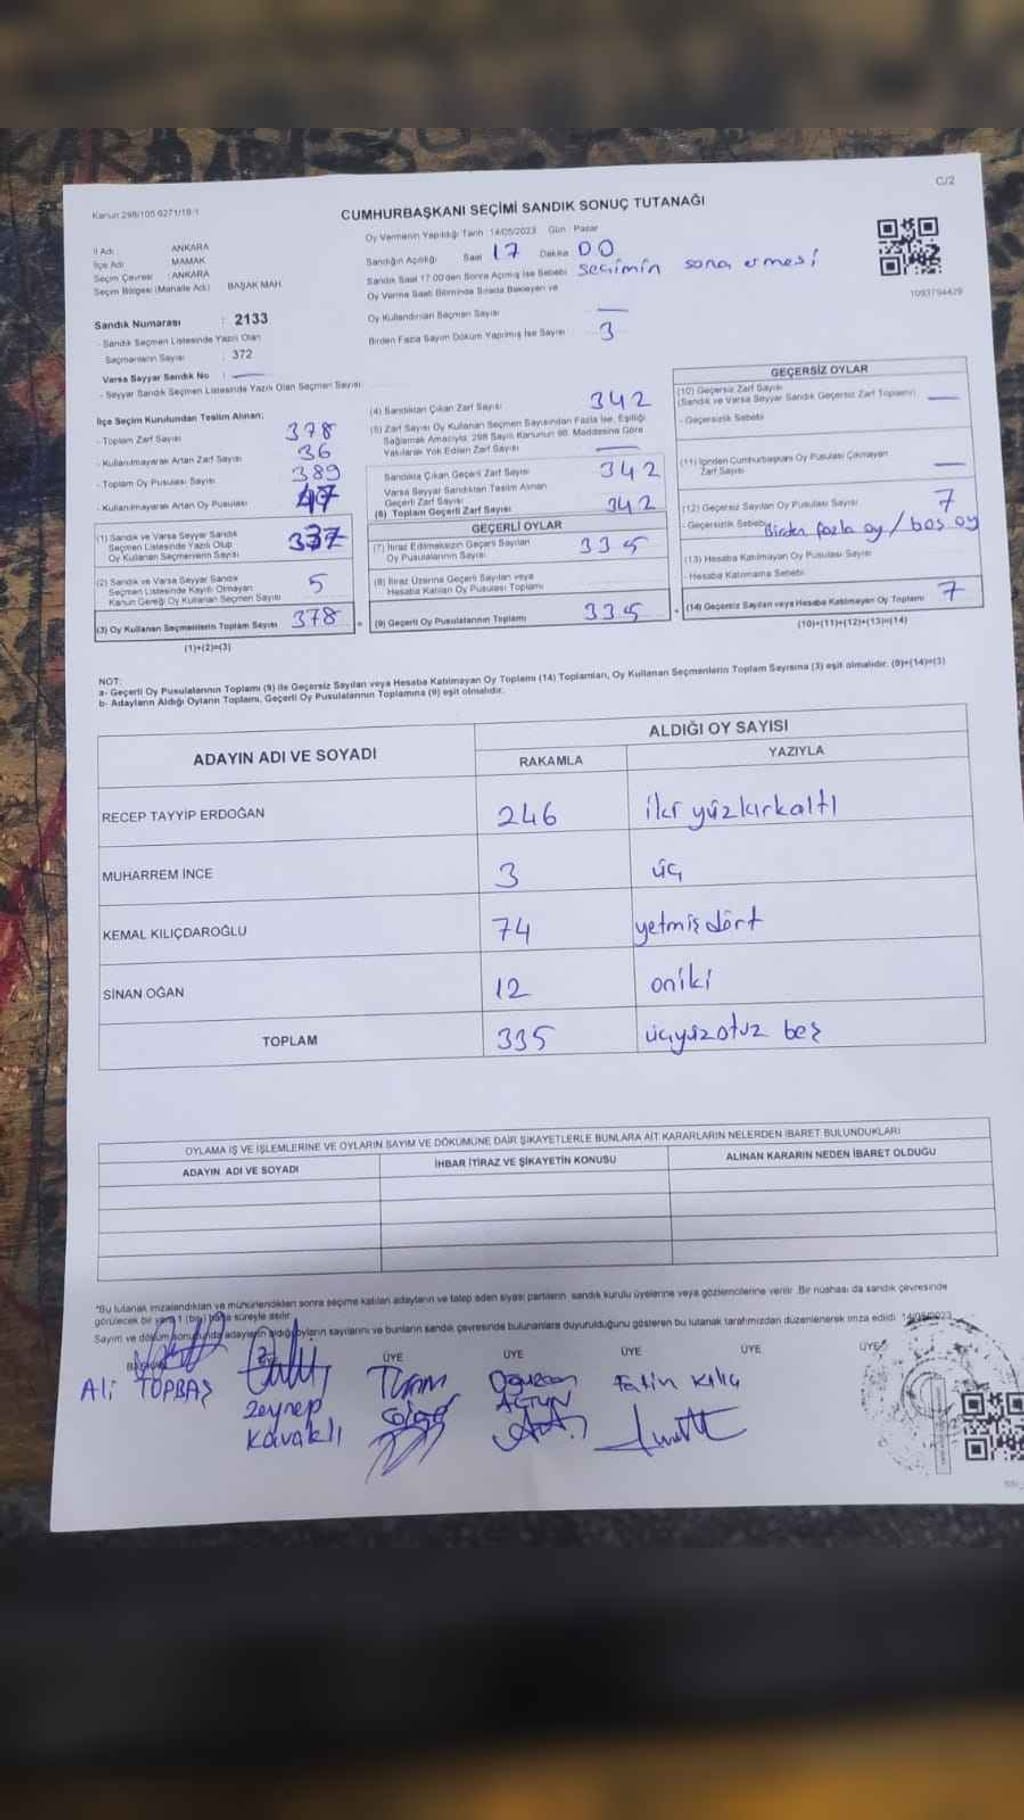 C/2
Kanun 298/105 6271/19/1
CUMHURBAŞKANI SEÇİMİ SANDIK SONUÇ TUTANAĞI
İl Adı : ANKARA
İlçe Adı : MAMAK
Seçim Çevresi : ANKARA
Seçim Bölgesi (Mahalle Adı) BAŞAK MAH.
Sandık Numarası : 2133
- Sandık Seçmen Listesinde Yazılı Olan
Seçmenlerin Sayısı : 372
Varsa Seyyar Sandık No : —
- Seyyar Sandık Seçmen Listesinde Yazılı Olan Seçmen Sayısı
Oy Vermenin Yapıldığı Tarih : 14/05/2023 Gün : Pazar
Sandığın Açıldığı Saat 17 Dakika 00
Sandık Saat 17:00'den Sonra Açılmış İse Sebebi seçimin sona ermesi
Oy Verme Saati Bitiminde Sırada Bekleyen ve
Oy Kullandırılan Seçmen Sayısı —
Birden Fazla Sayım Döküm Yapılmış İse Sayısı 3
1093794429
İlçe Seçim Kurulundan Teslim Alınan;
- Toplam Zarf Sayısı 378
- Kullanılmayarak Artan Zarf Sayısı 36
- Toplam Oy Pusulası Sayısı 389
- Kullanılmayarak Artan Oy Pusulası 47
(1) Sandık ve Varsa Seyyar Sandık
Seçmen Listesinde Yazılı Olup
Oy Kullanan Seçmenlerin Sayısı 337
(2) Sandık ve Varsa Seyyar Sandık
Seçmen Listesinde Kayıtlı Olmayan,
Kanun Gereği Oy Kullanan Seçmen Sayısı 5
(3) Oy Kullanan Seçmenlerin Toplam Sayısı 378
(1)+(2)=(3)
(4) Sandıktan Çıkan Zarf Sayısı 342
(5) Zarf Sayısı Oy Kullanan Seçmen Sayısından Fazla İse, Eşitliği
Sağlamak Amacıyla, 298 Sayılı Kanunun 98. Maddesine Göre
Yakılarak Yok Edilen Zarf Sayısı —
Sandıkta Çıkan Geçerli Zarf Sayısı 342
Varsa Seyyar Sandıktan Teslim Alınan
Geçerli Zarf Sayısı
(6) Toplam Geçerli Zarf Sayısı 342
GEÇERLİ OYLAR
(7) İtiraz Edilmeksizin Geçerli Sayılan
Oy Pusulalarının Sayısı 335
(8) İtiraz Üzerine Geçerli Sayılan veya
Hesaba Katılan Oy Pusulası Toplamı
(9) Geçerli Oy Pusulalarının Toplamı 335
GEÇERSİZ OYLAR
(10) Geçersiz Zarf Sayısı
(Sandık ve Varsa Seyyar Sandık Geçersiz Zarf Toplamı) —
- Geçersizlik Sebebi
(11) İçinden Cumhurbaşkanı Oy Pusulası Çıkmayan
Zarf Sayısı —
(12) Geçersiz Sayılan Oy Pusulası Sayısı 7
- Geçersizlik Sebebi Birden fazla oy / boş oy
(13) Hesaba Katılmayan Oy Pusulası Sayısı
- Hesaba Katılmama Sebebi
(14) Geçersiz Sayılan veya Hesaba Katılmayan Oy Toplamı 7
(10)+(11)+(12)+(13)=(14)
NOT:
a- Geçerli Oy Pusulalarının Toplamı (9) ile Geçersiz Sayılan veya Hesaba Katılmayan Oy Toplamı (14) Toplamları, Oy Kullanan Seçmenlerin Toplam Sayısına (3) eşit olmalıdır. (9)+(14)=(3)
b- Adayların Aldığı Oyların Toplamı, Geçerli Oy Pusulalarının Toplamına (9) eşit olmalıdır.
ADAYIN ADI VE SOYADI
ALDIĞI OY SAYISI
RAKAMLA YAZIYLA
RECEP TAYYİP ERDOĞAN 246 iki yüzkırkaltı
MUHARREM İNCE 3 üç
KEMAL KILIÇDAROĞLU 74 yetmiş dört
SİNAN OĞAN 12 oniki
TOPLAM 335 üçyüzotuz beş
OYLAMA İŞ VE İŞLEMLERİNE VE OYLARIN SAYIM VE DÖKÜMÜNE DAİR ŞİKAYETLERLE BUNLARA AİT KARARLARIN NELERDEN İBARET BULUNDUKLARI
ADAYIN ADI VE SOYADI İHBAR İTİRAZ VE ŞİKAYETİN KONUSU ALINAN KARARIN NEDEN İBARET OLDUĞU
*Bu tutanak imzalandıktan ve mühürlendikten sonra seçime katılan adayların ve talep eden siyasi partilerin sandık kurulu üyelerine veya gözlemcilerine verilir. Bir nüshası da sandık çevresinde
görülecek bir yere 1 (bir) hafta süreyle asılır.
Sayım ve döküm sonucunda adayların aldığı oyların sayılarını ve bunların sandık çevresinde bulunanlara duyurulduğunu gösteren bu tutanak tarafımızdan düzenlenerek imza edildi. 14/05/2023
ÜYE ÜYE ÜYE ÜYE ÜYE
Ali TOPBAŞ
Zeynep
Kavaklı
Fatih Kılıç